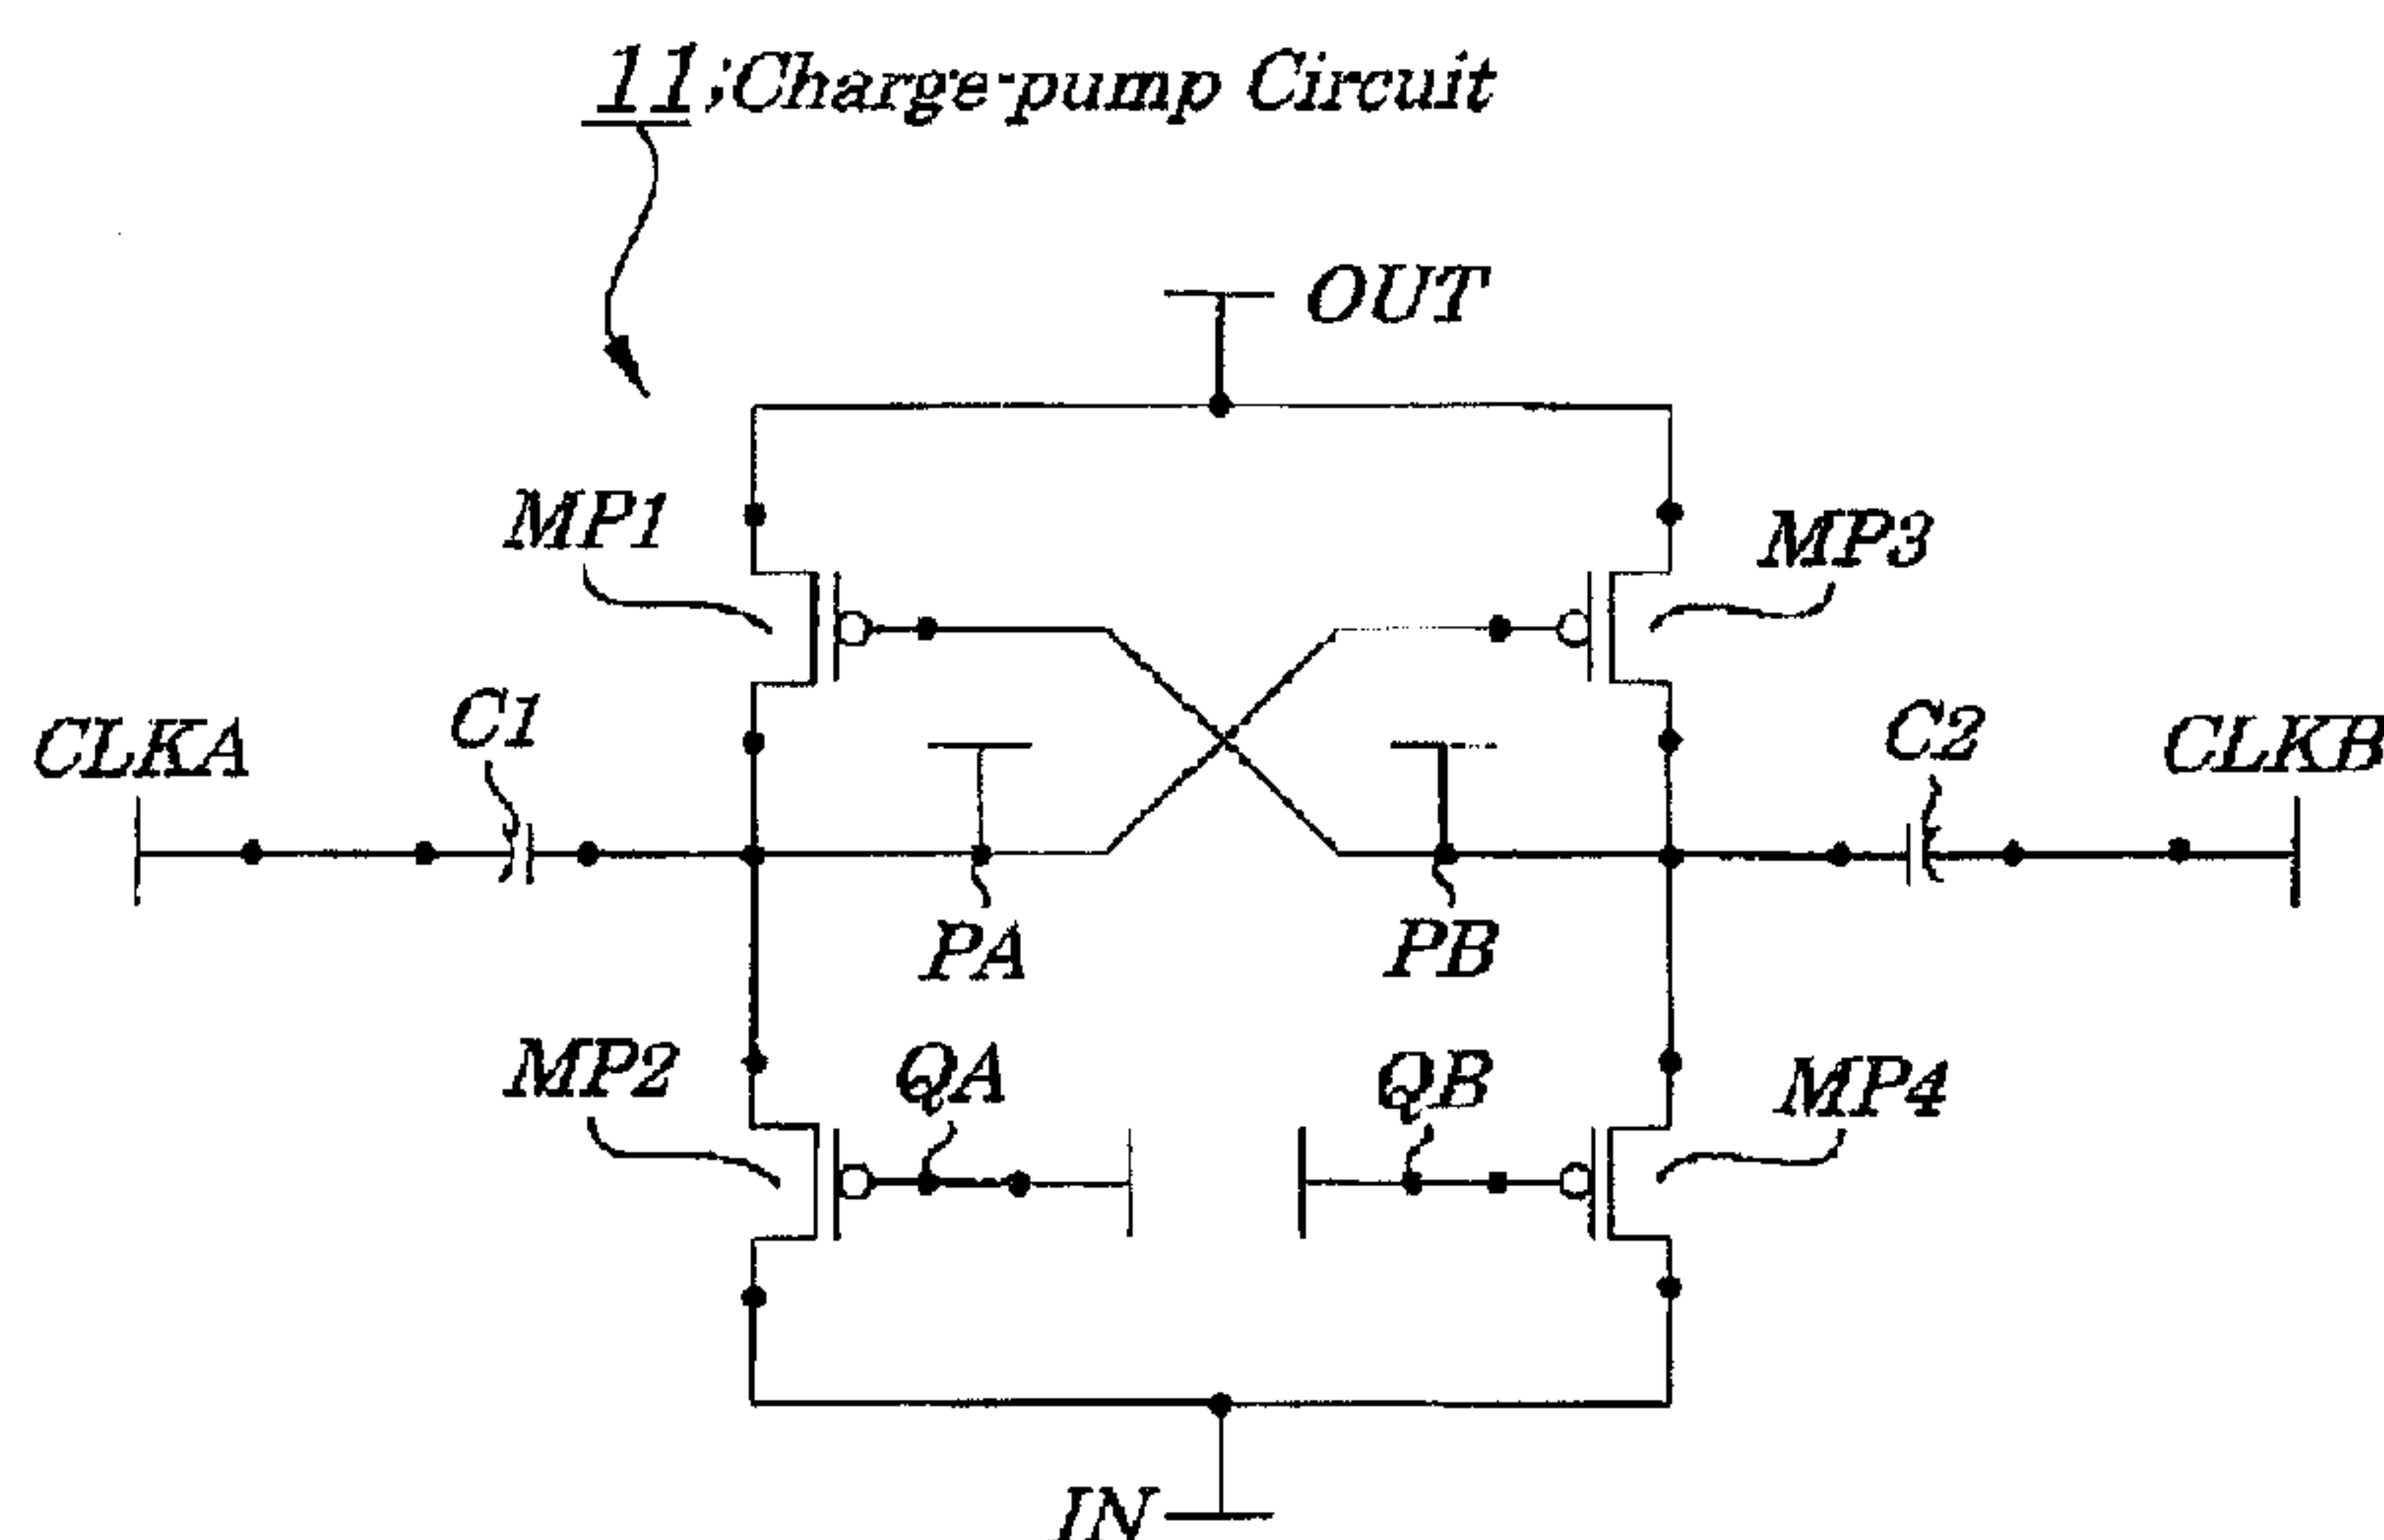 11;Charge-pump Circuit
OUT
MP1
MP3
C1
C2
CLKA
CLKB
PA
PB
MP2
QA
QB
MP4
IN